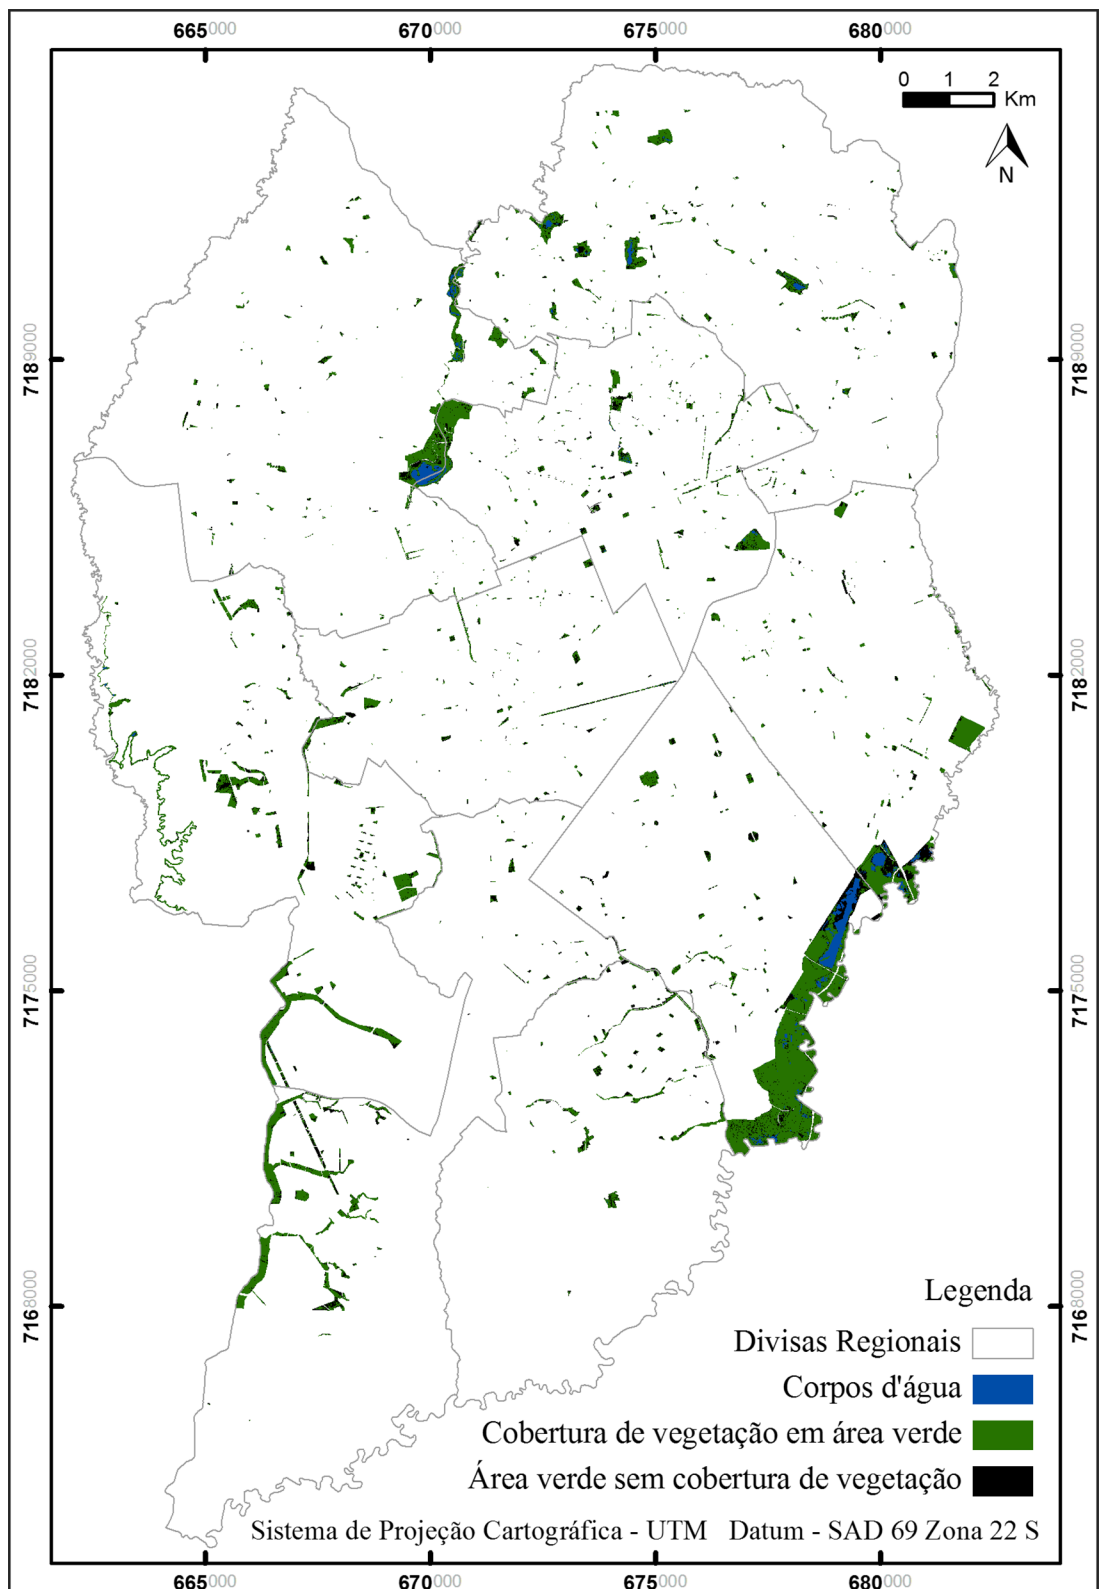 665000 670000 675000 680000
0 1 2 Km
N
7189000 7189000
7182000 7182000
7175000 7175000
7168000 7168000
Legenda
Divisas Regionais
Corpos d'água
Cobertura de vegetação em área verde
Área verde sem cobertura de vegetação
Sistema de Projeção Cartográfica - UTM Datum - SAD 69 Zona 22 S
665000 670000 675000 680000